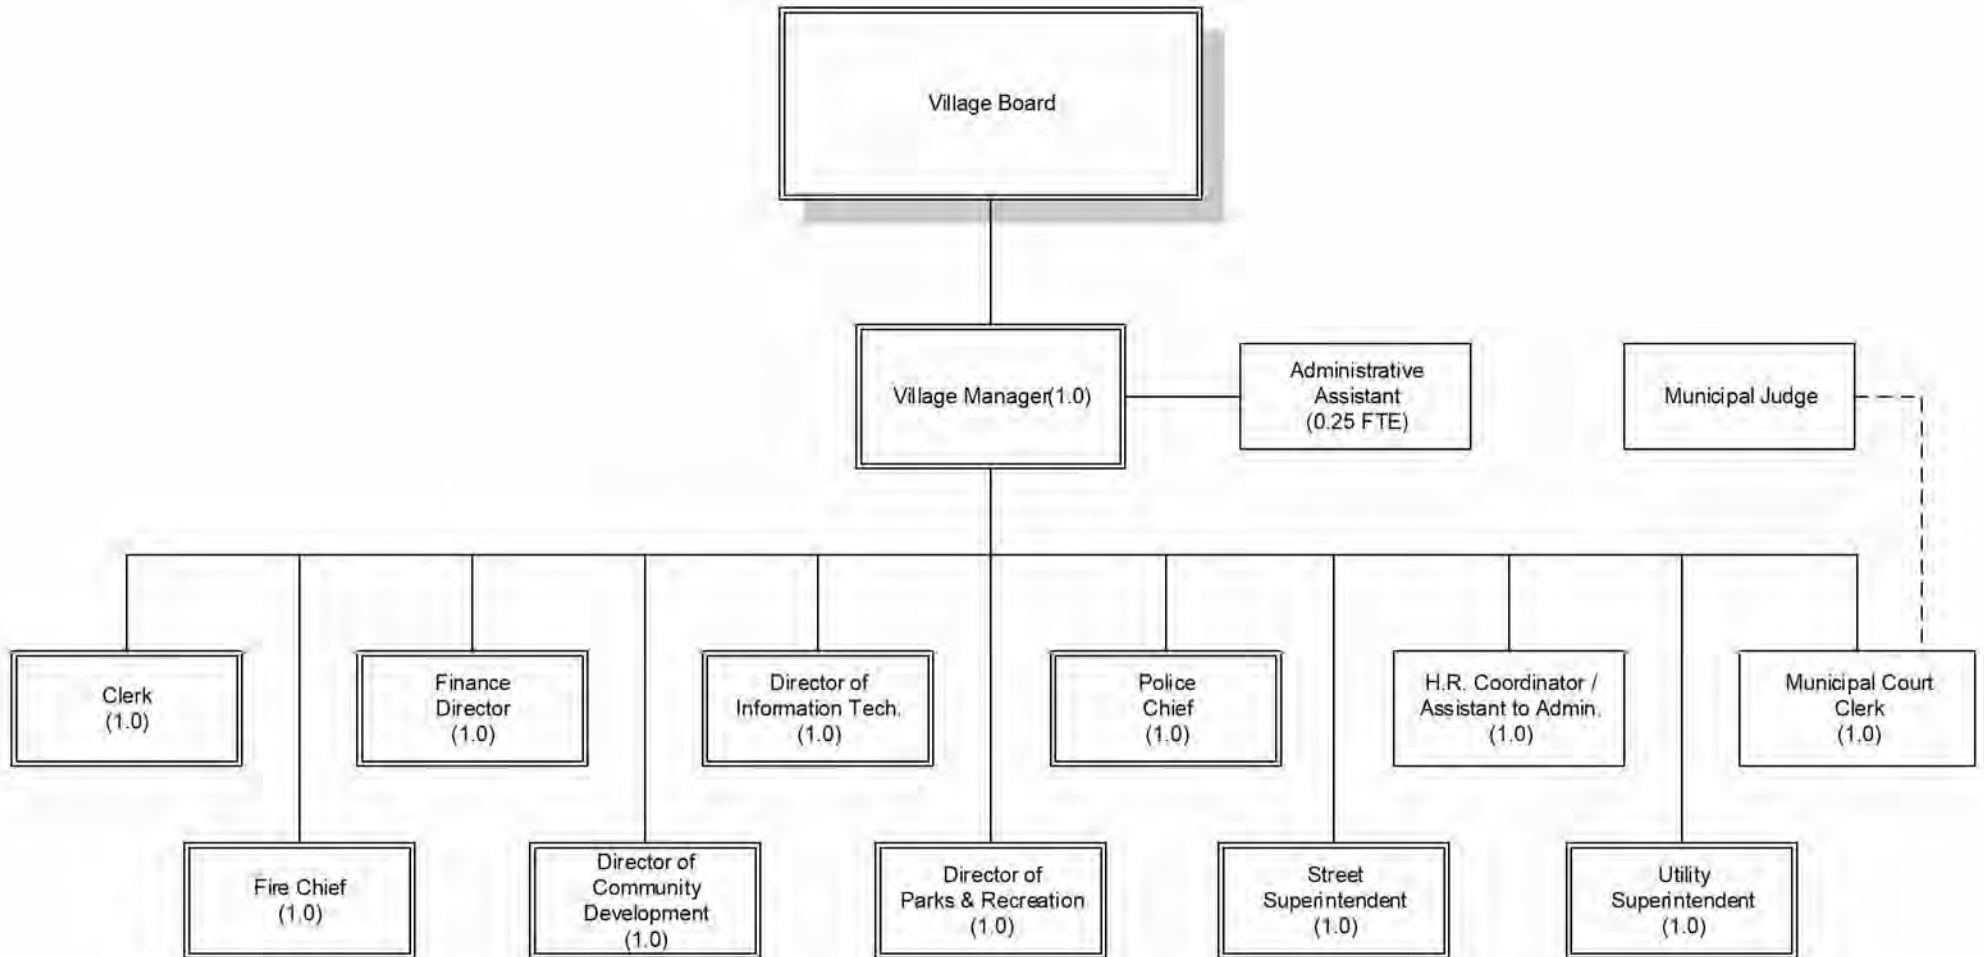 Village Board
Village Manager(1.0)
Administrative
Assistant
(0.25 FTE)
Municipal Judge
Clerk
(1.0)
Finance
Director
(1.0)
Director of
Information Tech.
(1.0)
Police
Chief
(1.0)
H.R. Coordinator /
Assistant to Admin.
(1.0)
Municipal Court
Clerk
(1.0)
Fire Chief
(1.0)
Director of
Community
Development
(1.0)
Director of
Parks & Recreation
(1.0)
Street
Superintendent
(1.0)
Utility
Superintendent
(1.0)